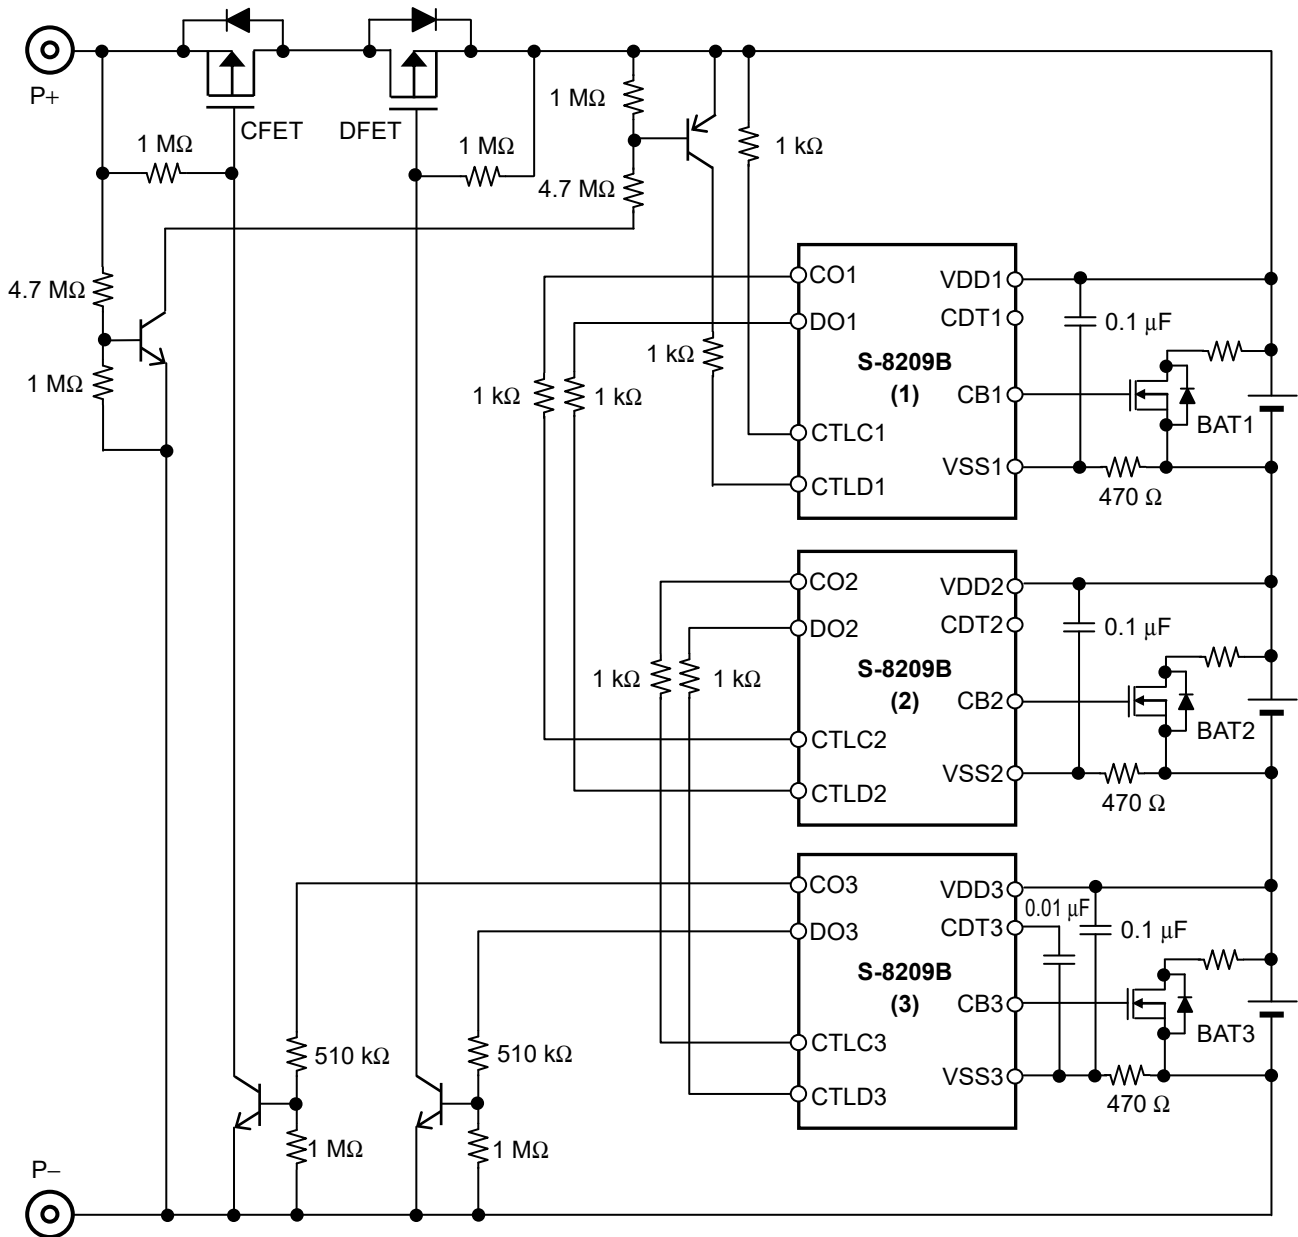 P+
CFET
DFET
1 MΩ
1 MΩ
1 MΩ
4.7 MΩ
1 kΩ
4.7 MΩ
1 MΩ
1 kΩ
1 kΩ
1 kΩ
CO1
DO1
S-8209B
(1)
CTLC1
CTLD1
VDD1
CDT1
CB1
VSS1
0.1 μF
BAT1
470 Ω
CO2
DO2
S-8209B
(2)
CTLC2
CTLD2
VDD2
CDT2
CB2
VSS2
0.1 μF
BAT2
470 Ω
1 kΩ
1 kΩ
CO3
DO3
S-8209B
(3)
CTLC3
CTLD3
VDD3
CDT3
CB3
VSS3
0.01 μF
0.1 μF
BAT3
470 Ω
510 kΩ
510 kΩ
1 MΩ
1 MΩ
P−